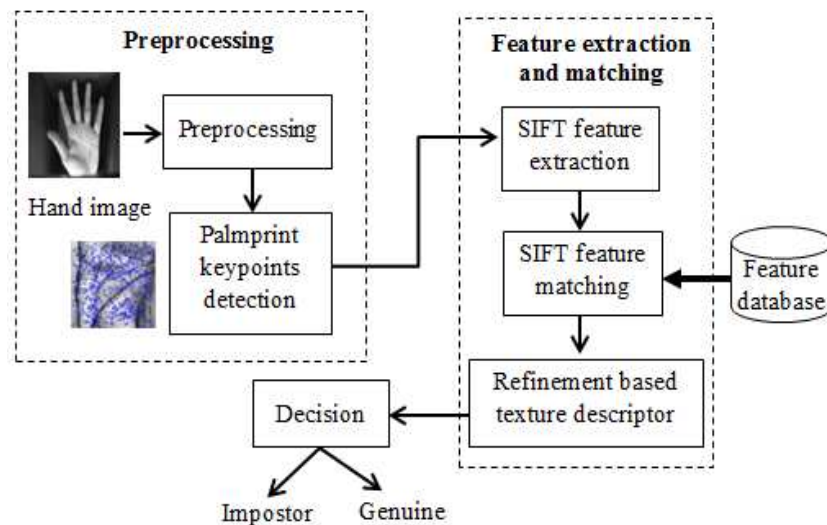 Preprocessing
Preprocessing
Hand image
Palmprint
keypoints
detection
Feature extraction
and matching
SIFT feature
extraction
SIFT feature
matching
Feature
database
Refinement based
texture descriptor
Decision
Impostor
Genuine